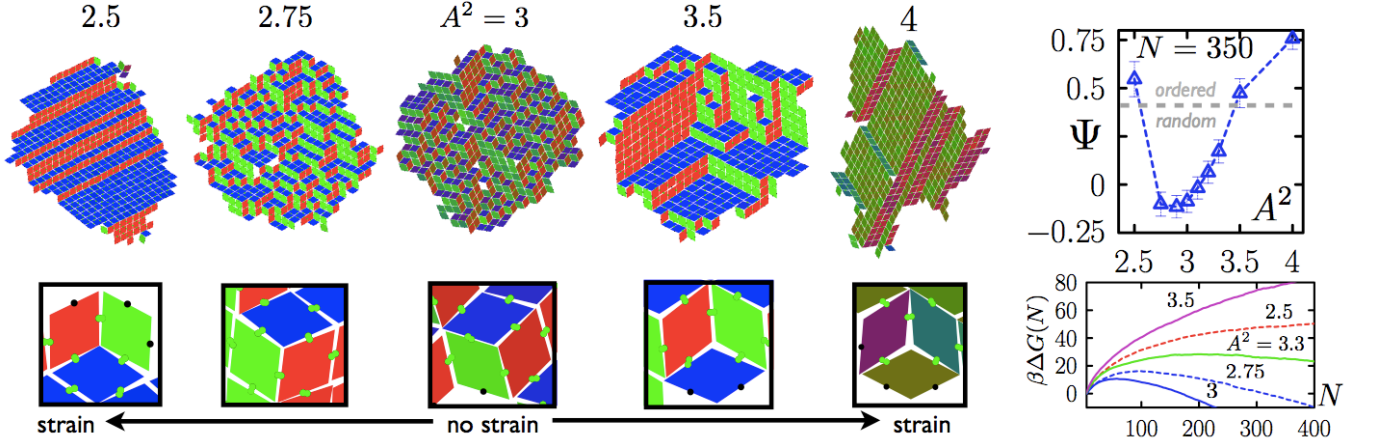 2.5 2.75 A² = 3 3.5 4
strain no strain strain
0.75 N = 350
0.5 ordered
random
Ψ
0
−0.25 A²
2.5 3 3.5 4
βΔG(N)
80
60
40
20
0
3.5
2.5
A² = 3.3
2.75
3
N
100 200 300 400